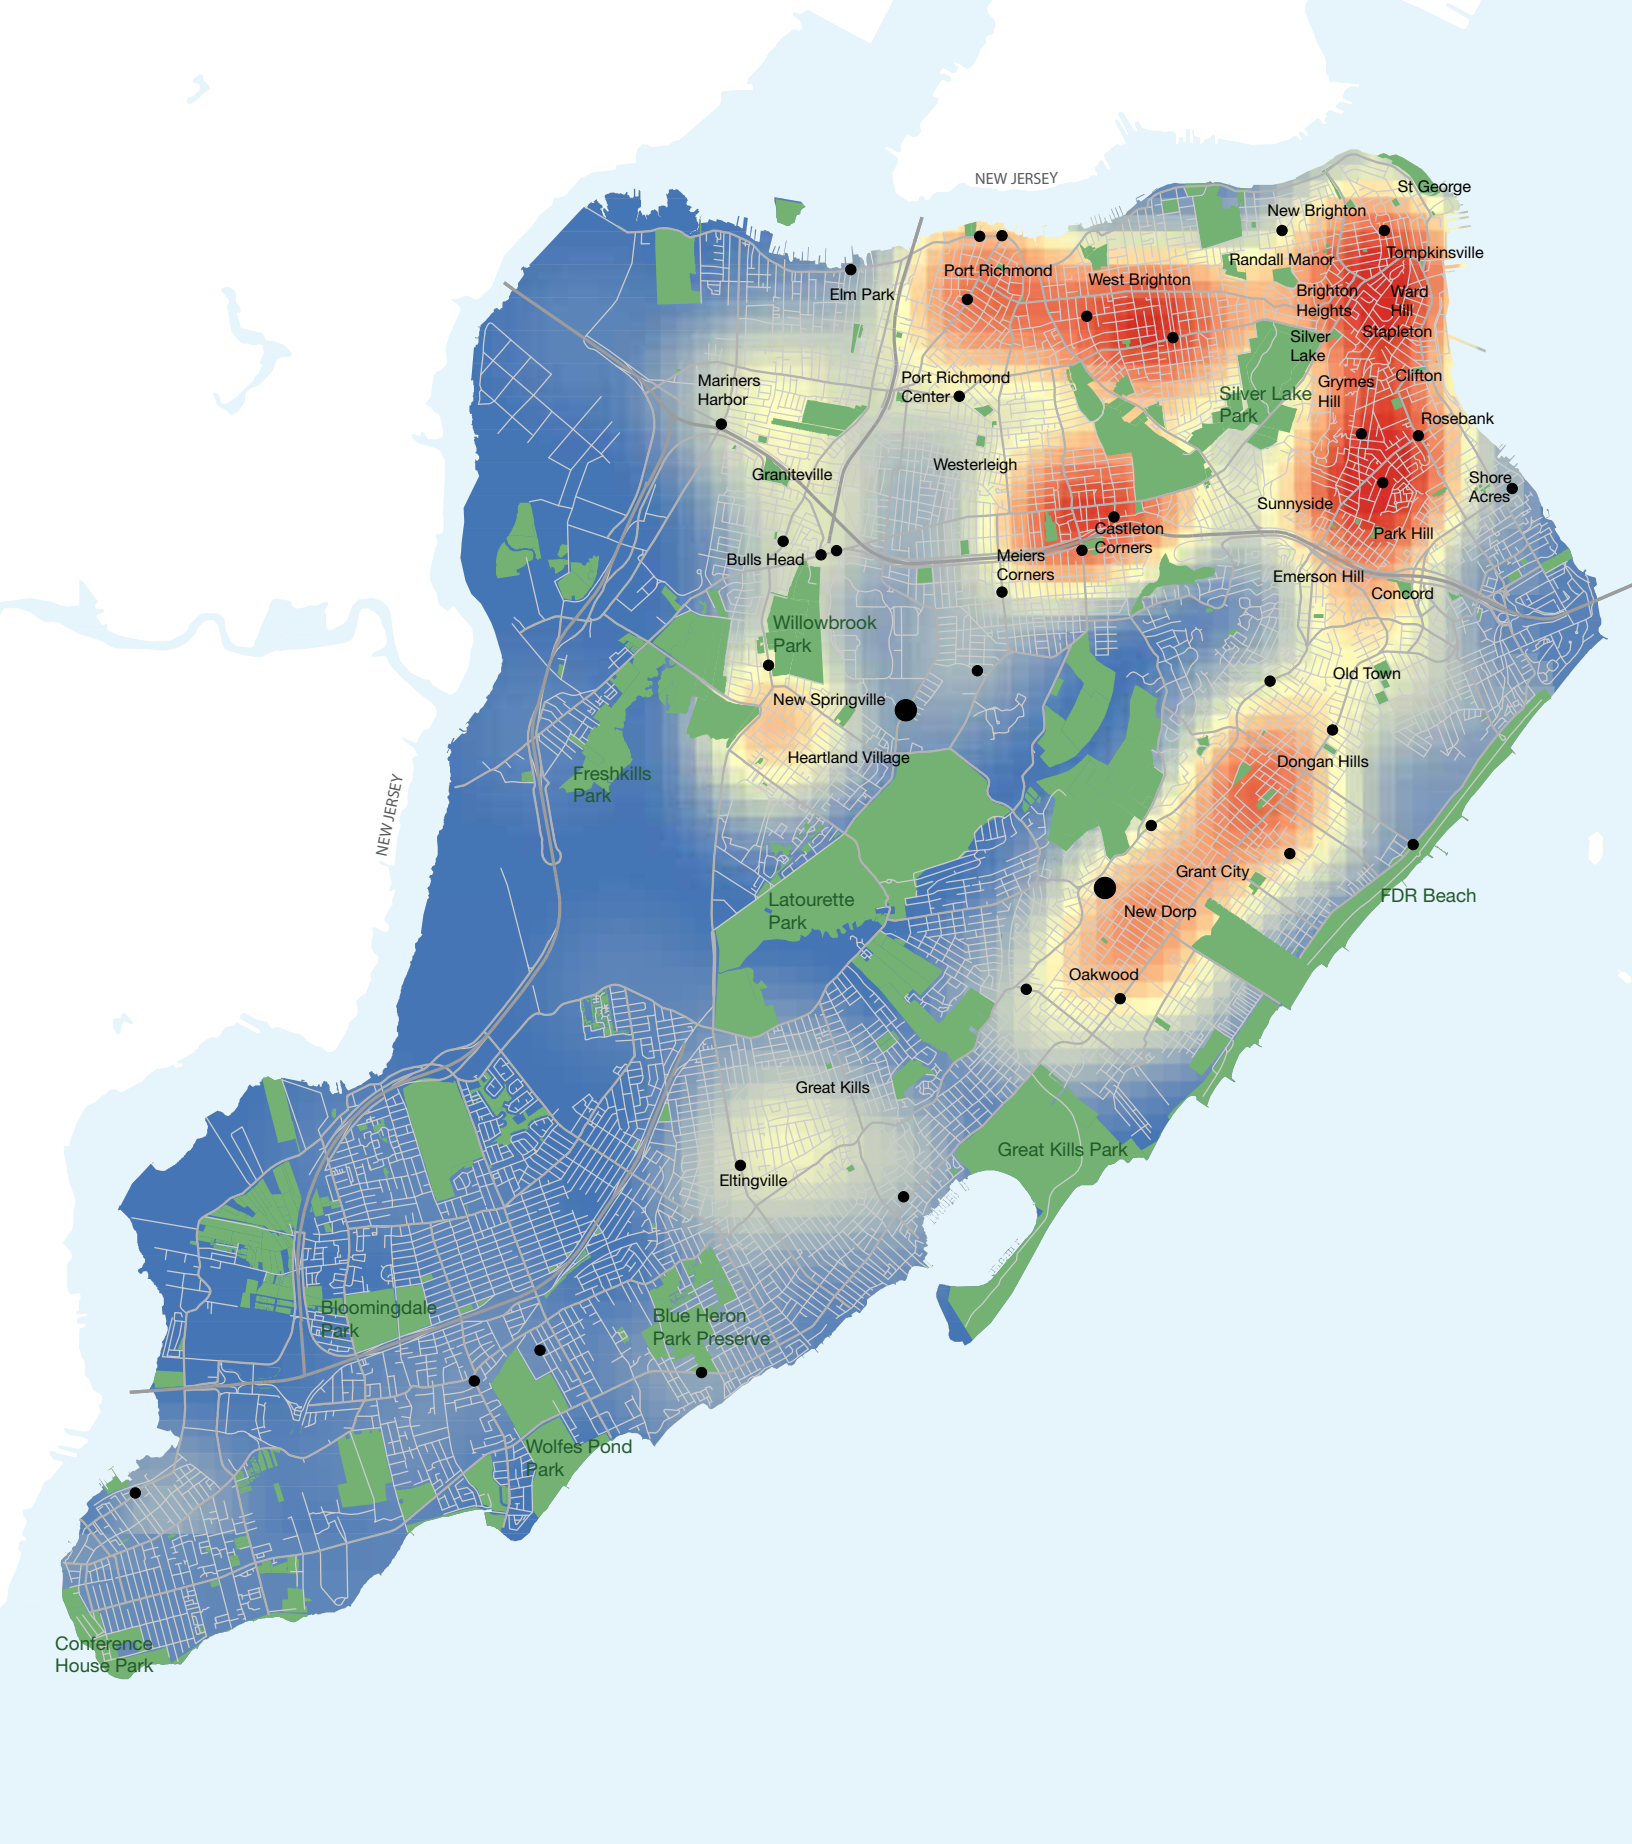 NEW JERSEY
St George
New Brighton
Tompkinsville
Randall Manor
Port Richmond
West Brighton
Elm Park
Brighton
Heights
Ward
Hill
Stapleton
Silver
Lake
Mariners
Harbor
Port Richmond
Center
Silver Lake
Park
Grymes
Hill
Clifton
Rosebank
Graniteville
Westerleigh
Shore
Acres
Sunnyside
Castleton
Corners
Park Hill
Bulls Head
Meiers
Corners
Emerson Hill
Concord
Willowbrook
Park
Old Town
New Springville
Heartland Village
Dongan Hills
Freshkills
Park
NEW JERSEY
Grant City
FDR Beach
Latourette
Park
New Dorp
Oakwood
Great Kills
Great Kills Park
Eltingville
Bloomingdale
Park
Blue Heron
Park Preserve
Wolfes Pond
Park
Conference
House Park